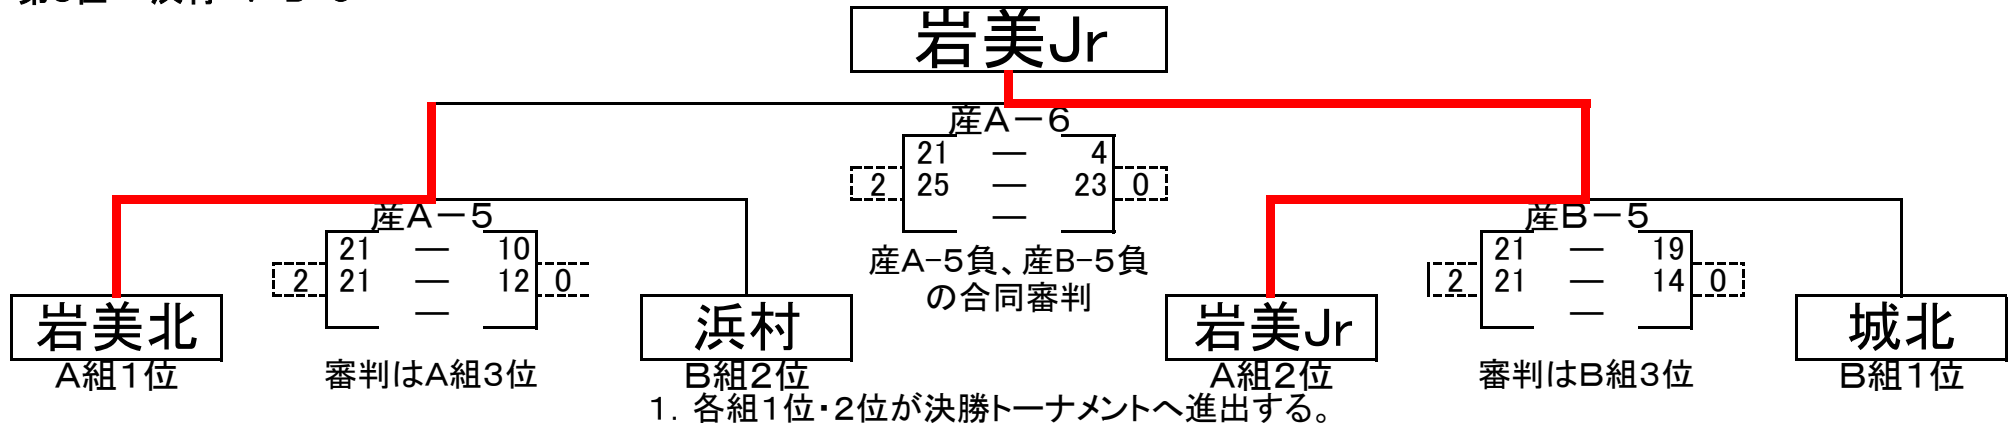 岩美Jr
産A－6
21 ― 4
2 25 ― 23 0
―
産A－5
21 ― 10
2 21 ― 12 0
―
産A-5負、産B-5負
の合同審判
産B－5
21 ― 19
2 21 ― 14 0
―
岩美北
A組1位
審判はA組3位
浜村
B組2位
岩美Jr
A組2位
審判はB組3位
城北
B組1位
1. 各組1位・2位が決勝トーナメントへ進出する。